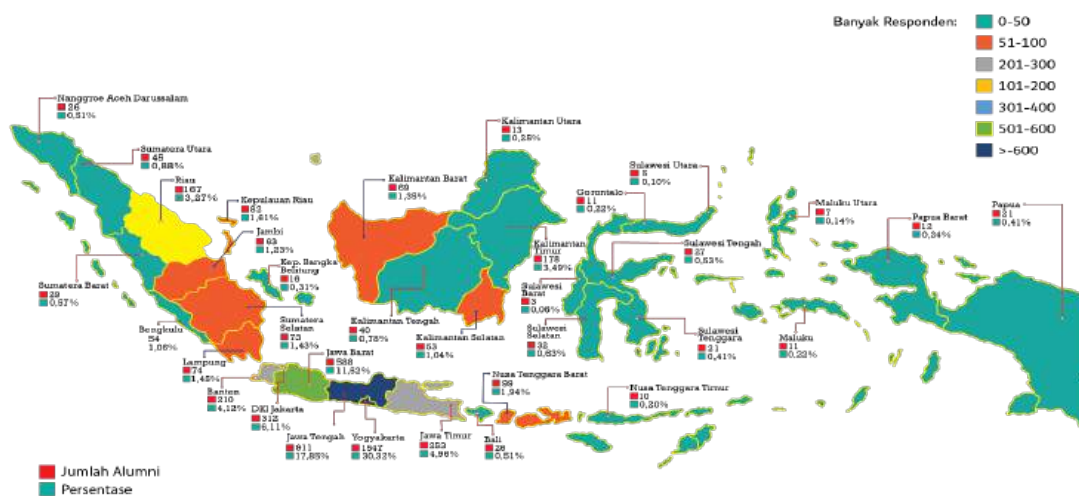 Banyak Responden:
0-50
51-100
201-300
101-200
301-400
501-600
>-600
Nanggroe Aceh Darussalam
26
0,51%
Sumatera Utara
45
0,88%
Riau
167
3,27%
Kepulauan Riau
82
1,61%
Jambi
63
1,23%
Kep. Bangka
Belitung
16
0,31%
Sumatera Barat
29
0,57%
Bengkulu
54
1,06%
Sumatera
Selatan
73
1,43%
Lampung
74
1,45%
Banten
210
4,12%
DKI Jakarta
312
6,11%
Jawa Barat
588
11,52%
Jawa Tengah
911
17,85%
Yogyakarta
1547
30,32%
Jawa Timur
253
4,96%
Bali
26
0,51%
Nusa Tenggara Barat
99
1,94%
Nusa Tenggara Timur
10
0,20%
Kalimantan Barat
69
1,35%
Kalimantan Tengah
40
0,78%
Kalimantan Selatan
53
1,04%
Kalimantan
Timur
178
3,49%
Kalimantan Utara
13
0,25%
Sulawesi Utara
5
0,10%
Gorontalo
11
0,22%
Sulawesi Tengah
27
0,53%
Sulawesi
Barat
3
0,06%
Sulawesi
Selatan
32
0,63%
Sulawesi
Tenggara
21
0,41%
Maluku
11
0,22%
Maluku Utara
7
0,14%
Papua Barat
12
0,24%
Papua
21
0,41%
Jumlah Alumni
Persentase